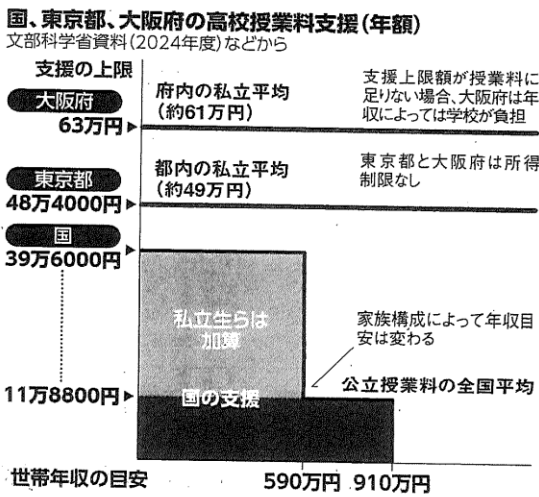 国、東京都、大阪府の高校授業料支援(年額)
文部科学省資料(2024年度)などから
支援の上限
大阪府
63万円
府内の私立平均
(約61万円)
支援上限額が授業料に
足りない場合、大阪府は年
収によっては学校が負担
東京都
48万4000円
都内の私立平均
(約49万円)
東京都と大阪府は所得
制限なし
国
39万6000円
私立生らは
加算
家族構成によって年収目
安は変わる
11万8800円
国の支援
公立授業料の全国平均
世帯年収の目安
590万円
910万円